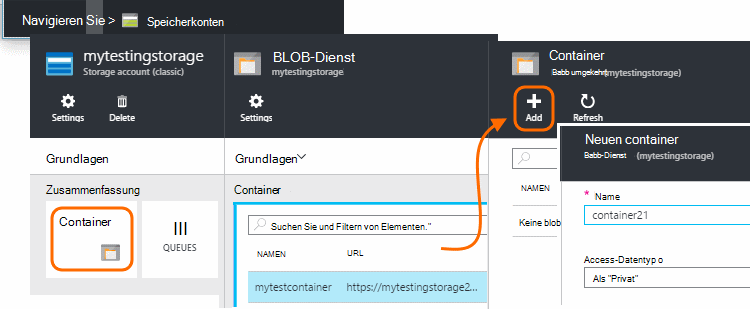 Navigieren Sie > Speicherkonten
mytestingstorage
Storage account (classic)
Settings
Delete
Grundlagen
Zusammenfassung
Container
QUEUES
BLOB-Dienst
mytestingstorage
Settings
Grundlagen
Container
Suchen Sie und Filtern von Elementen."
NAMEN URL
mytestcontainer https://mytestingstorage2...
Container
Babb umgekehrt (mytestingstorage)
Add
Refresh
NAMEN
Keine blob
Neuen container
Babb-Dienst (mytestingstorage)
* Name
container21
Access-Datentyp o
Als "Privat"